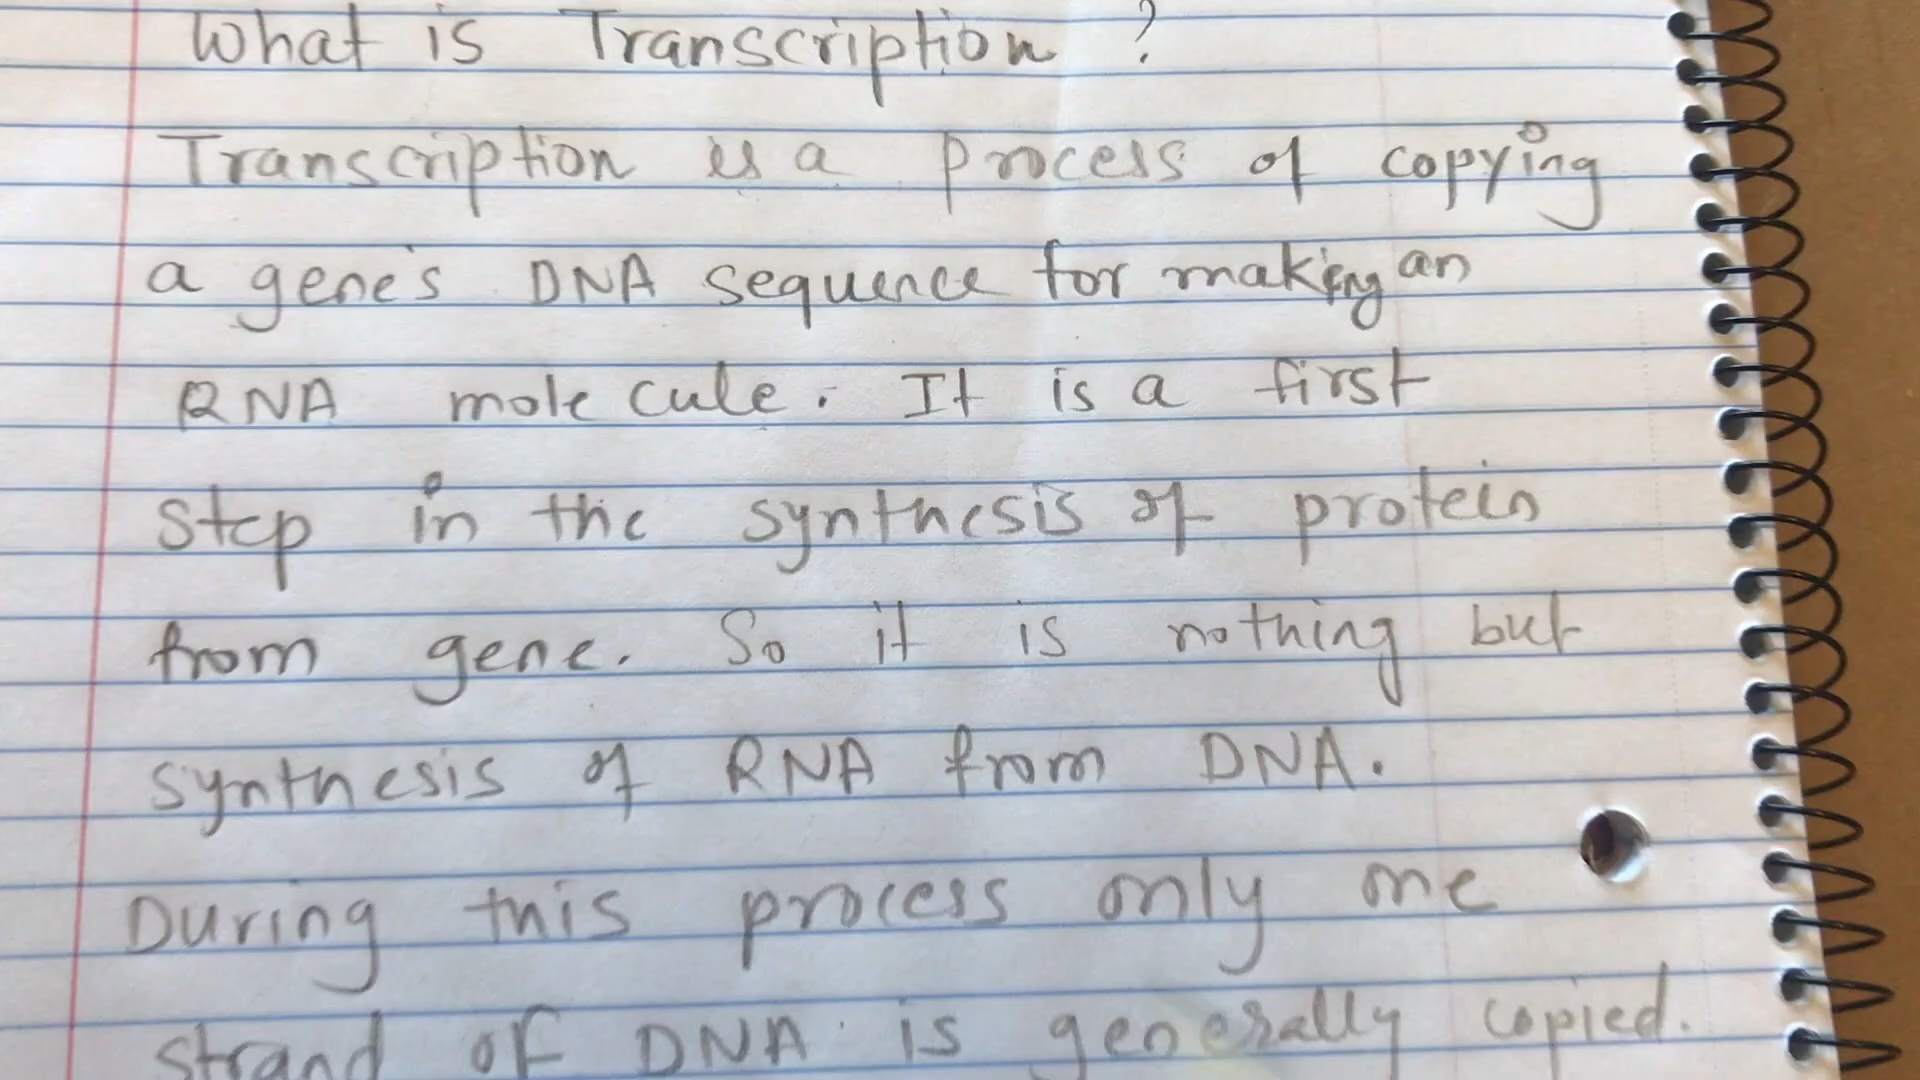 What is Transcription ?
Transcription is a process of copying
a gene's DNA sequence for making an
RNA molecule. It is a first
step in the synthesis of protein
from gene. So it is nothing but
synthesis of RNA from DNA.
During this process only one
strand of DNA is generally copied.